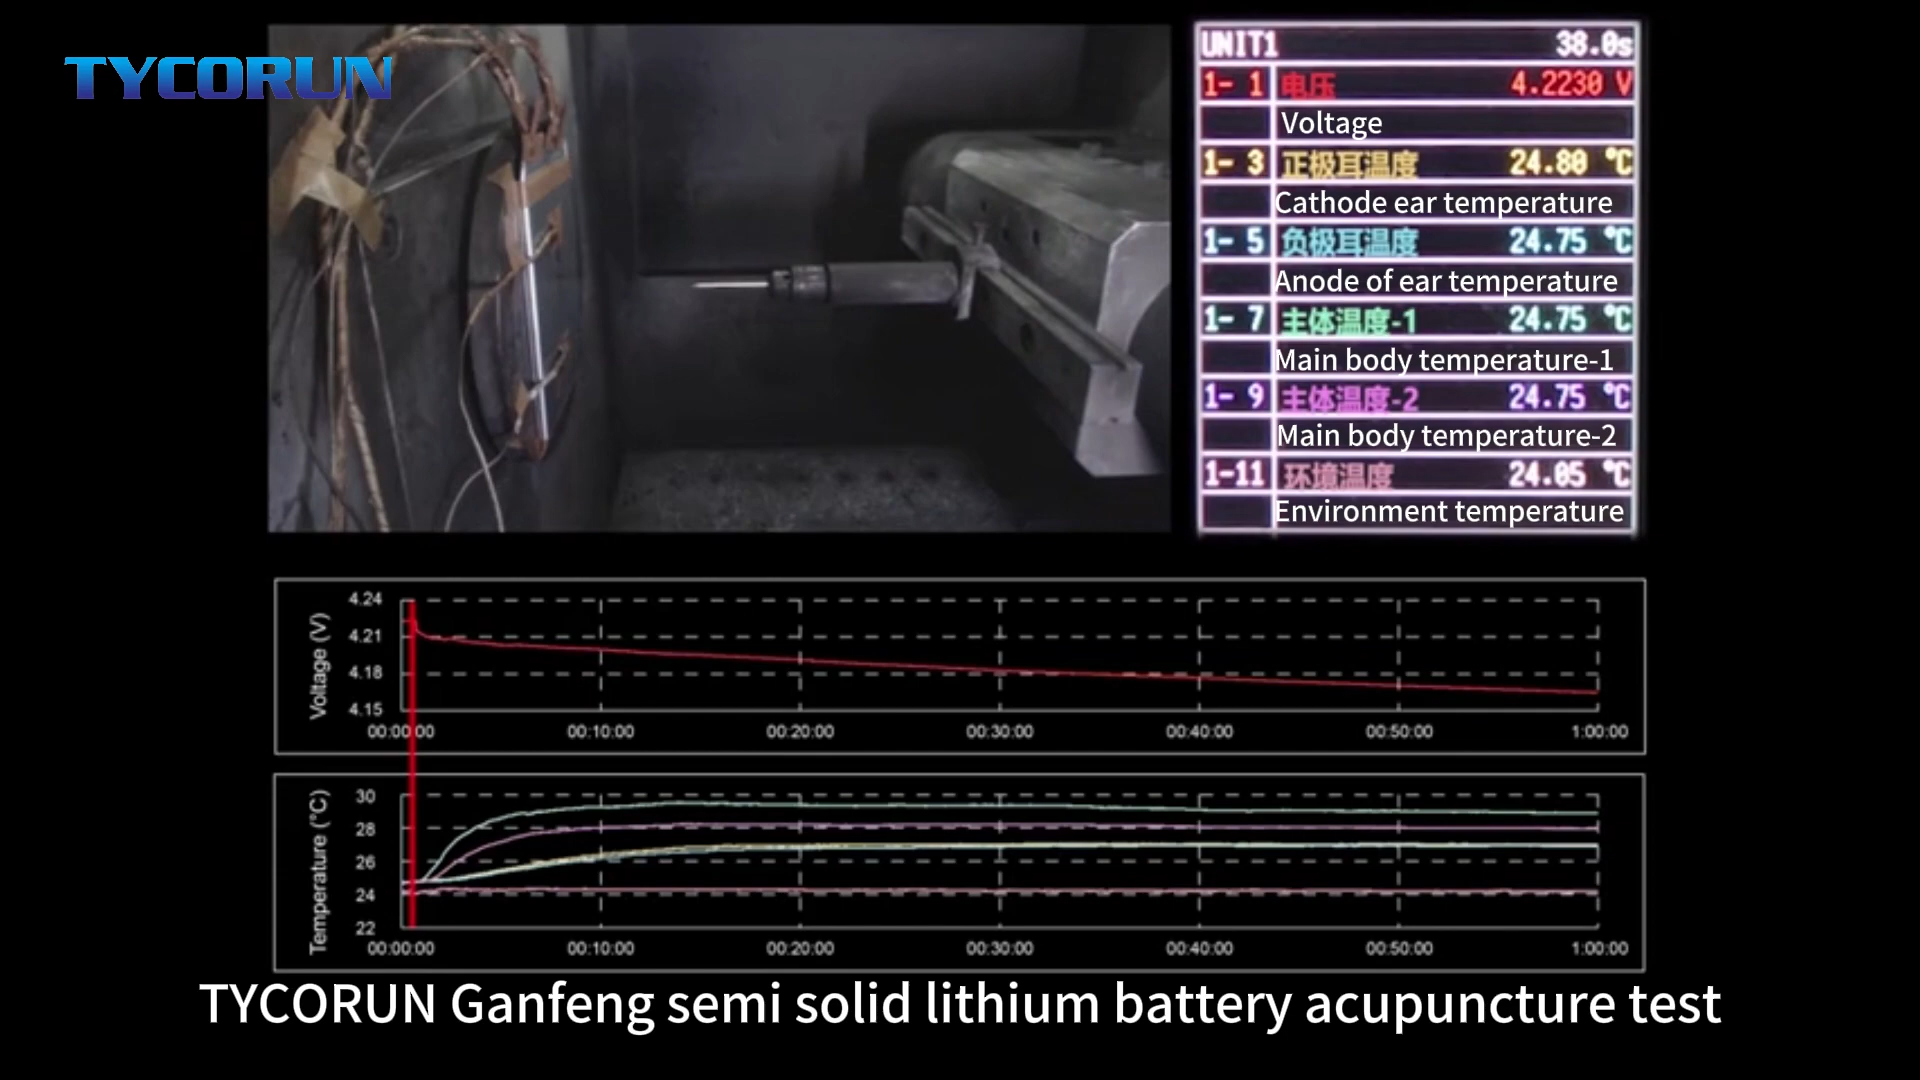 TYCORUN
UNIT1 38.0s
1- 1 电压 4.2230 V
Voltage
1- 3 正极耳温度 24.80 °C
Cathode ear temperature
1- 5 负极耳温度 24.75 °C
Anode of ear temperature
1- 7 主体温度-1 24.75 °C
Main body temperature-1
1- 9 主体温度-2 24.75 °C
Main body temperature-2
1-11 环境温度 24.05 °C
Environment temperature
Voltage (V)
4.24
4.21
4.18
4.15
00:00:00 00:10:00 00:20:00 00:30:00 00:40:00 00:50:00 1:00:00
Temperature (°C)
30
28
26
24
22
00:00:00 00:10:00 00:20:00 00:30:00 00:40:00 00:50:00 1:00:00
TYCORUN Ganfeng semi solid lithium battery acupuncture test